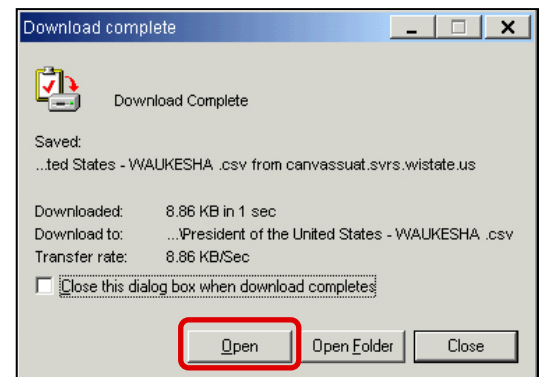 Download complete
Download Complete
Saved:
...ted States - WAUKESHA .csv from canvassuat.svrs.wistate.us
Downloaded: 8.86 KB in 1 sec
Download to: ...\President of the United States - WAUKESHA .csv
Transfer rate: 8.86 KB/Sec
Close this dialog box when download completes
Open Open Folder Close